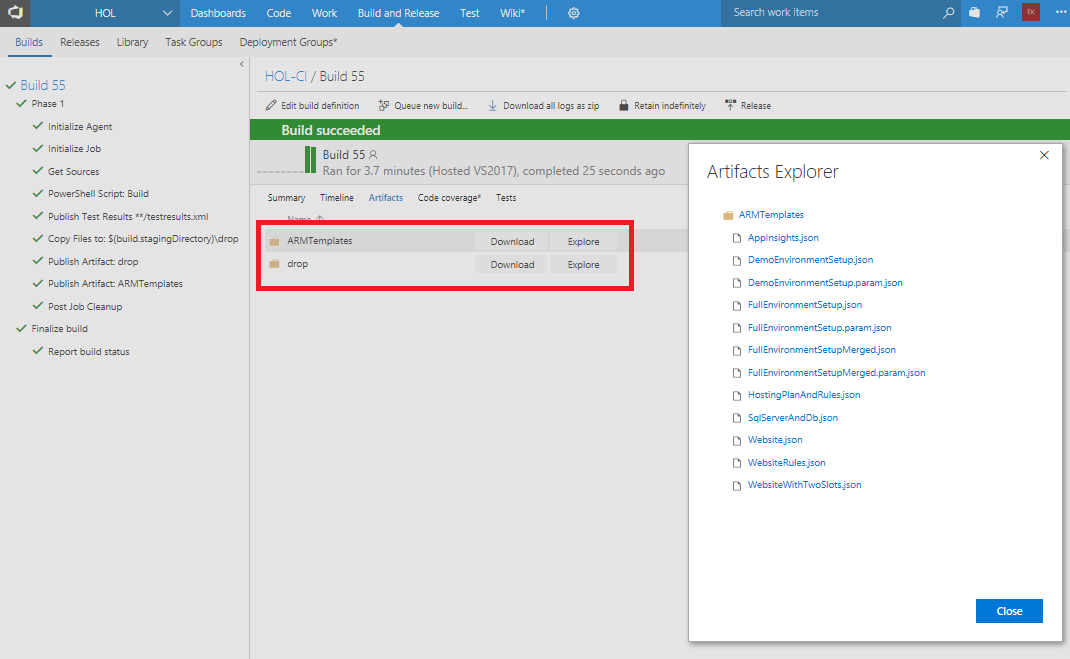 HOL Dashboards Code Work Build and Release Test Wiki* Search work items EK
Builds Releases Library Task Groups Deployment Groups*
Build 55
Phase 1
Initialize Agent
Initialize Job
Get Sources
PowerShell Script: Build
Publish Test Results **/testresults.xml
Copy Files to: $(build.stagingDirectory)\drop
Publish Artifact: drop
Publish Artifact: ARMTemplates
Post Job Cleanup
Finalize build
Report build status
HOL-CI / Build 55
Edit build definition Queue new build... Download all logs as zip Retain indefinitely Release
Build succeeded
Build 55
Ran for 3.7 minutes (Hosted VS2017), completed 25 seconds ago
Summary Timeline Artifacts Code coverage* Tests
Name
ARMTemplates Download Explore
drop Download Explore
Artifacts Explorer
ARMTemplates
AppInsights.json
DemoEnvironmentSetup.json
DemoEnvironmentSetup.param.json
FullEnvironmentSetup.json
FullEnvironmentSetup.param.json
FullEnvironmentSetupMerged.json
FullEnvironmentSetupMerged.param.json
HostingPlanAndRules.json
SqlServerAndDb.json
Website.json
WebsiteRules.json
WebsiteWithTwoSlots.json
Close